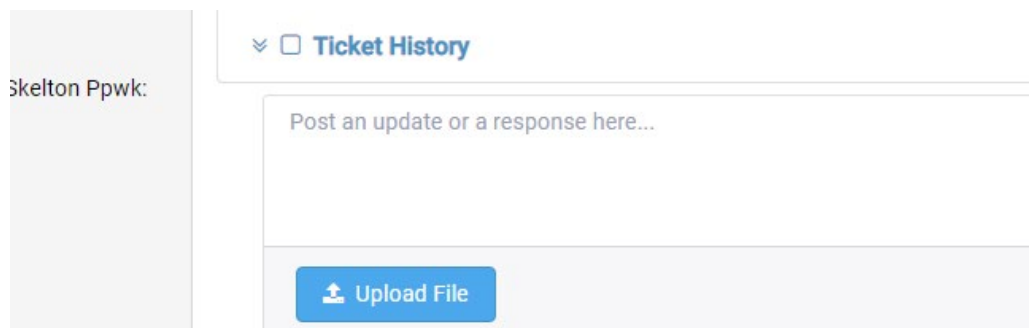 Ticket History
Skelton Ppwk:
Post an update or a response here...
Upload File